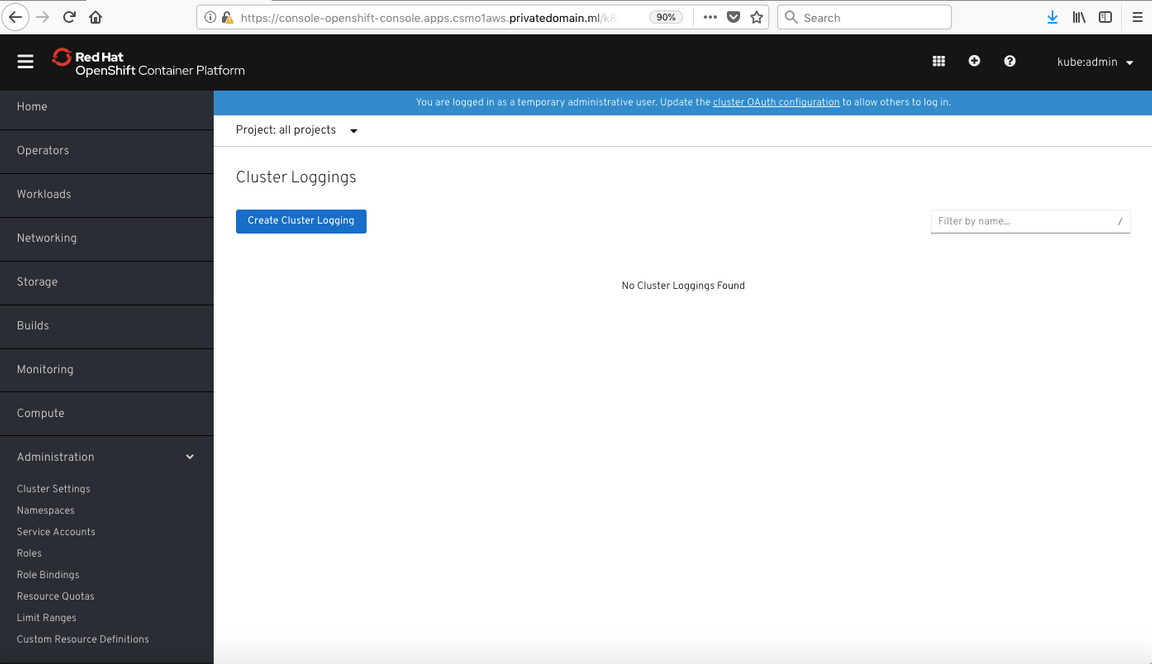 https://console-openshift-console.apps.csmo1aws.privatedomain.ml/k8
90%
Search
Red Hat
OpenShift Container Platform
kube:admin
Home
Operators
Workloads
Networking
Storage
Builds
Monitoring
Compute
Administration
Cluster Settings
Namespaces
Service Accounts
Roles
Role Bindings
Resource Quotas
Limit Ranges
Custom Resource Definitions
You are logged in as a temporary administrative user. Update the cluster OAuth configuration to allow others to log in.
Project: all projects
Cluster Loggings
Create Cluster Logging
Filter by name...
/
No Cluster Loggings Found